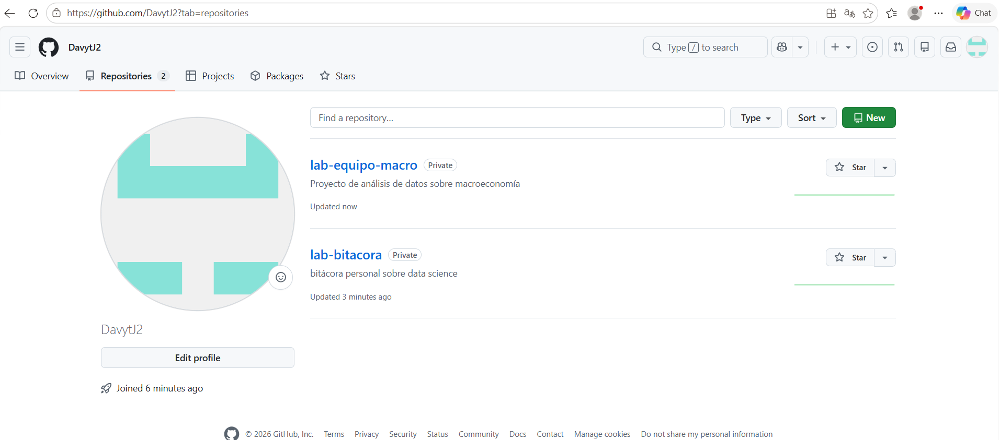 https://github.com/DavytJ2?tab=repositories
Chat
DavytJ2
Type / to search
Overview
Repositories 2
Projects
Packages
Stars
Find a repository...
Type
Sort
New
lab-equipo-macro Private
Star
Proyecto de análisis de datos sobre macroeconomía
Updated now
lab-bitacora Private
Star
bitácora personal sobre data science
Updated 3 minutes ago
DavytJ2
Edit profile
Joined 6 minutes ago
© 2026 GitHub, Inc. Terms Privacy Security Status Community Docs Contact Manage cookies Do not share my personal information